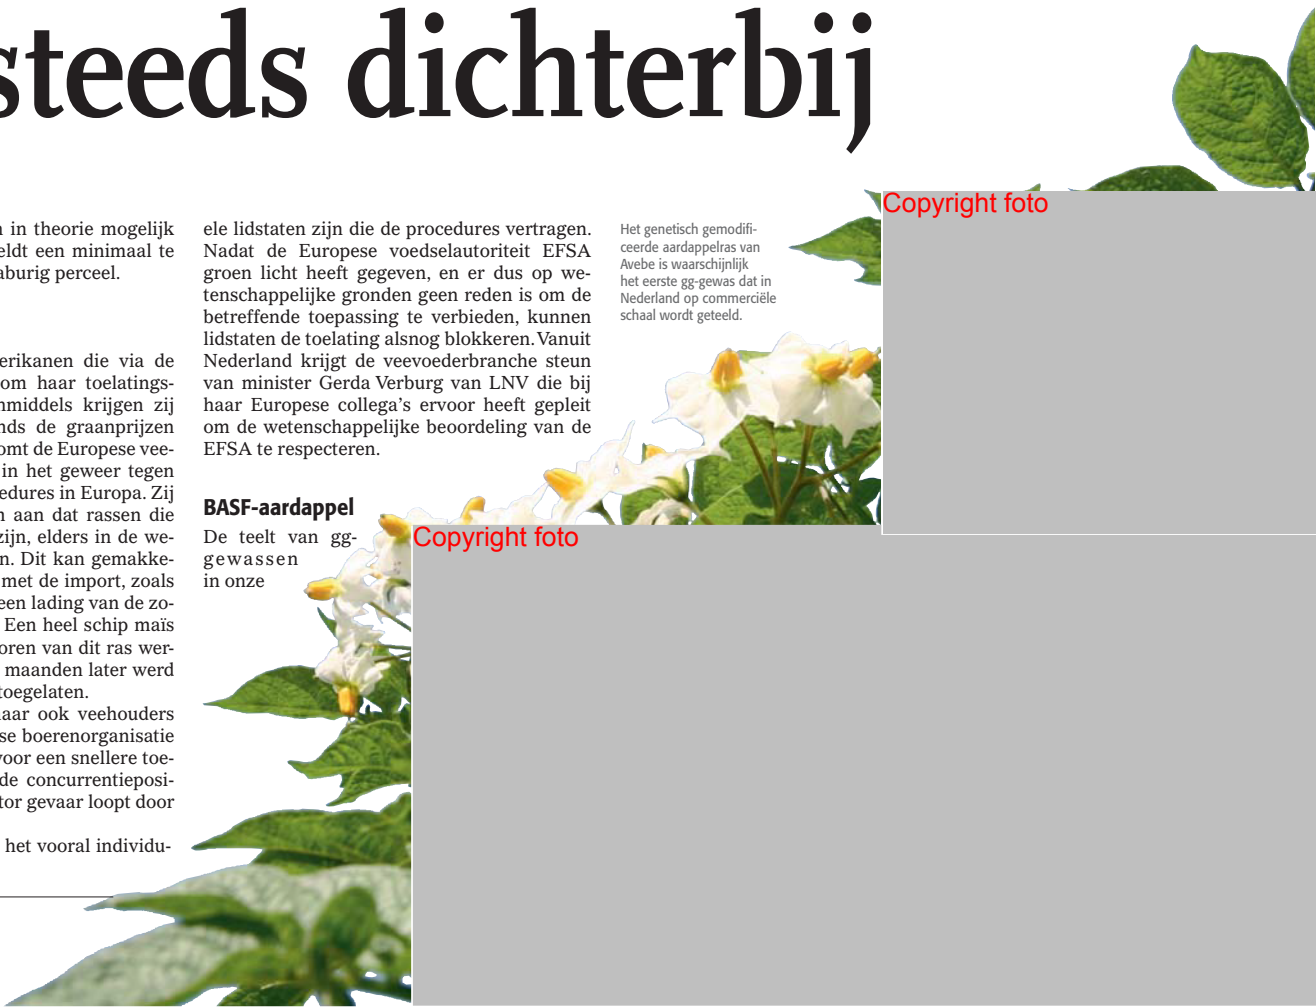 steeds dichterbij
in theorie mogelijk
eldt een minimaal te
aburig perceel.
erikanen die via de
om haar toelatings-
nmiddels krijgen zij
nds de graanprijzen
omt de Europese vee-
in het geweer tegen
edures in Europa. Zij
n aan dat rassen die
zijn, elders in de we-
n. Dit kan gemakke-
met de import, zoals
een lading van de zo-
Een heel schip maïs
oren van dit ras wer-
maanden later werd
toegelaten.
aar ook veehouders
se boerenorganisatie
voor een snellere toe-
de concurrentieposi-
tor gevaar loopt door
het vooral individu-
ele lidstaten zijn die de procedures vertragen.
Nadat de Europese voedselautoriteit EFSA
groen licht heeft gegeven, en er dus op we-
tenschappelijke gronden geen reden is om de
betreffende toepassing te verbieden, kunnen
lidstaten de toelating alsnog blokkeren. Vanuit
Nederland krijgt de veevoederbranche steun
van minister Gerda Verburg van LNV die bij
haar Europese collega's ervoor heeft gepleit
om de wetenschappelijke beoordeling van de
EFSA te respecteren.
BASF-aardappel
De teelt van gg-
gewassen
in onze
Het genetisch gemodifi-
ceerde aardappelras van
Avebe is waarschijnlijk
het eerste gg-gewas dat in
Nederland op commerciële
schaal wordt geteeld.
Copyright foto
Copyright foto